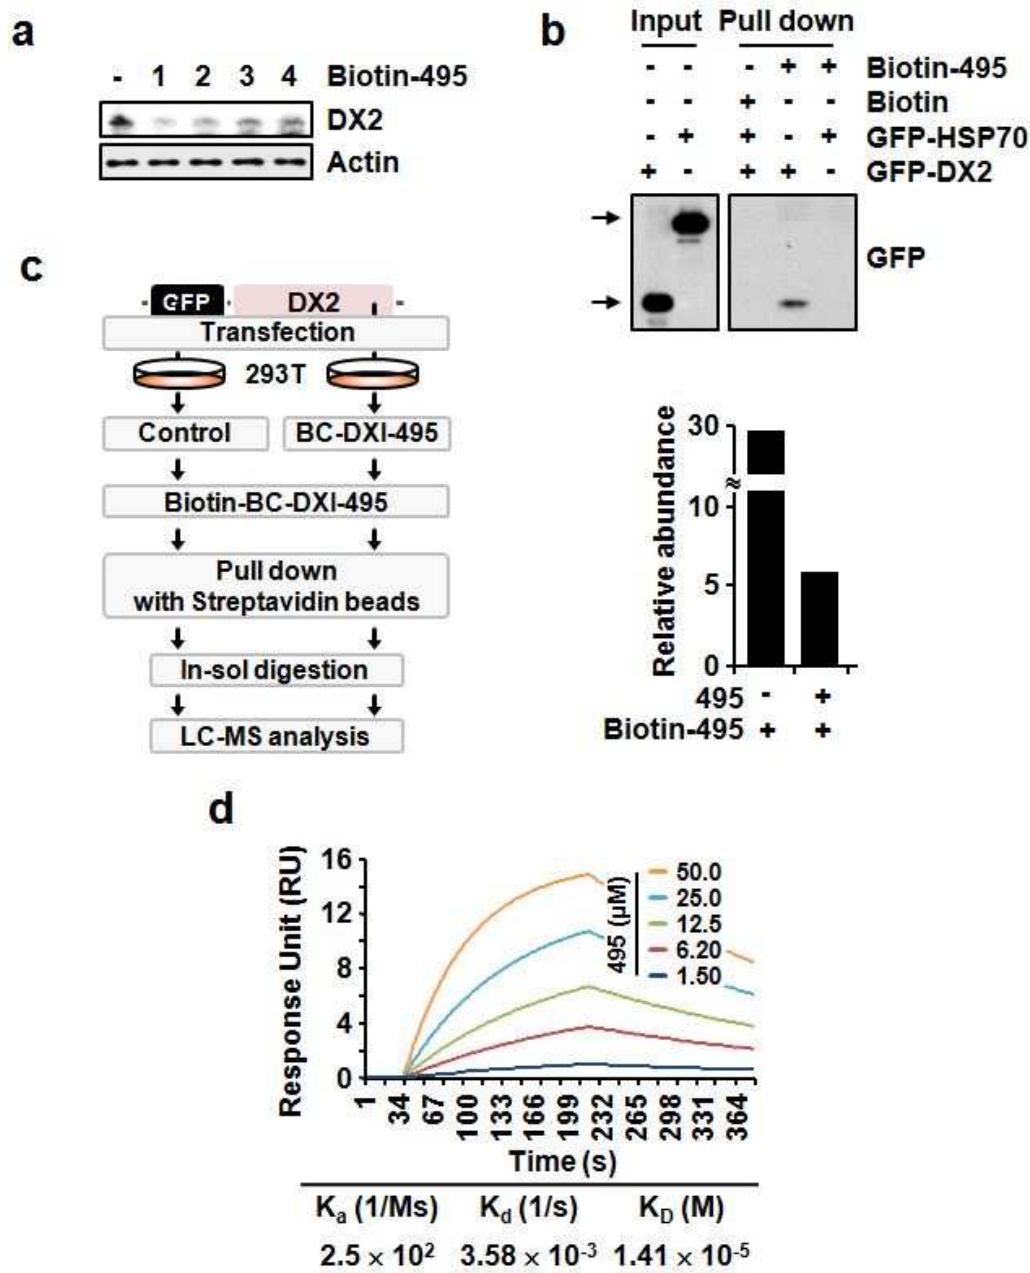 a
- 1 2 3 4 Biotin-495
DX2
Actin
b
Input Pull down
- - - + + Biotin-495
- - + - - Biotin
- + + - + GFP-HSP70
+ - + + - GFP-DX2
GFP
c
- GFP - DX2 -
Transfection
293T
Control BC-DXI-495
Biotin-BC-DXI-495
Pull down
with Streptavidin beads
In-sol digestion
LC-MS analysis
Relative abundance
30
≈
10
5
0
495 - +
Biotin-495 + +
d
Response Unit (RU)
16
12
8
4
0
495 (μM)
50.0
25.0
12.5
6.20
1.50
1 34 67 100 133 166 199 232 265 298 331 364
Time (s)
Ka (1/Ms) Kd (1/s) KD (M)
2.5 × 10² 3.58 × 10⁻³ 1.41 × 10⁻⁵